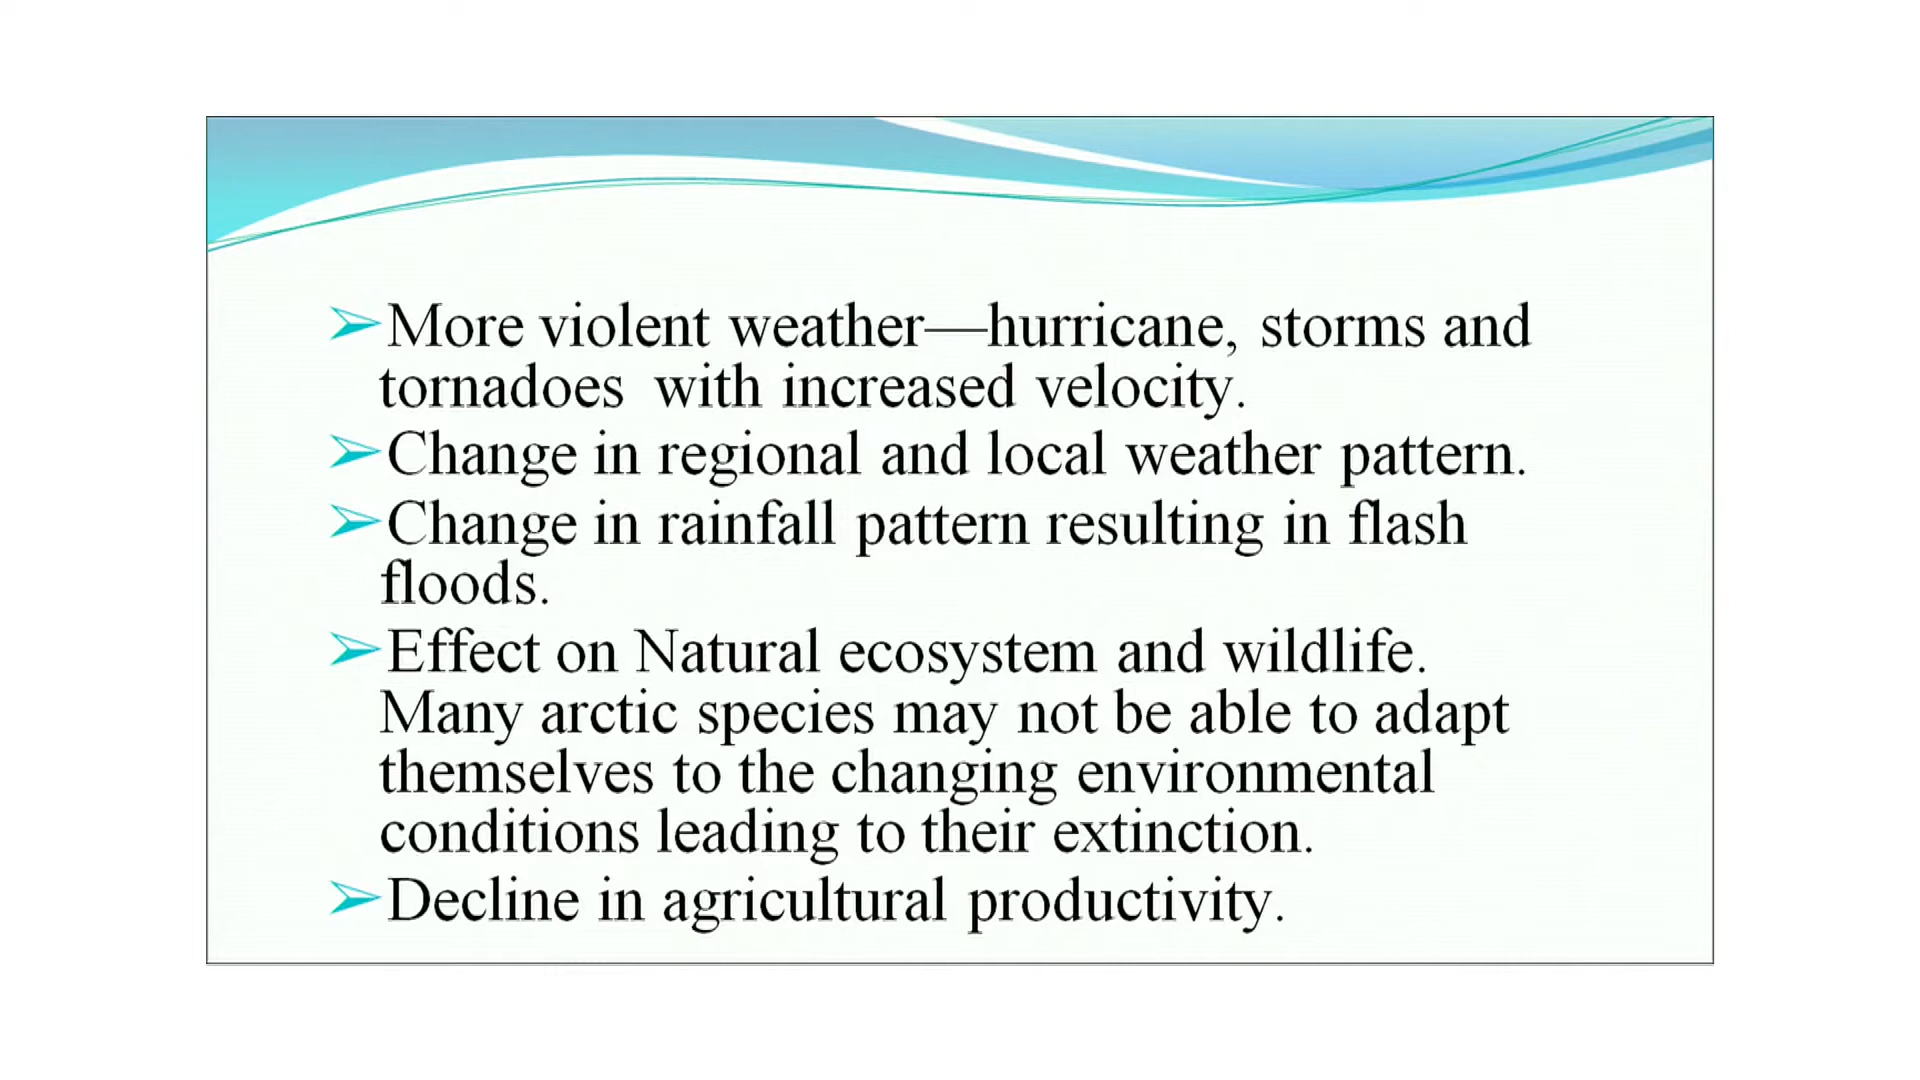 ➢More violent weather—hurricane, storms and
tornadoes with increased velocity.
➢Change in regional and local weather pattern.
➢Change in rainfall pattern resulting in flash
floods.
➢Effect on Natural ecosystem and wildlife.
Many arctic species may not be able to adapt
themselves to the changing environmental
conditions leading to their extinction.
➢Decline in agricultural productivity.